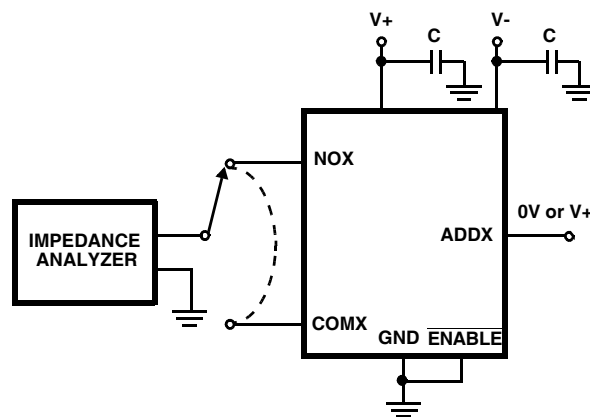 V+
C
V-
C
NOX
IMPEDANCE
ANALYZER
0V or V+
ADDX
COMX
GND
ENABLE